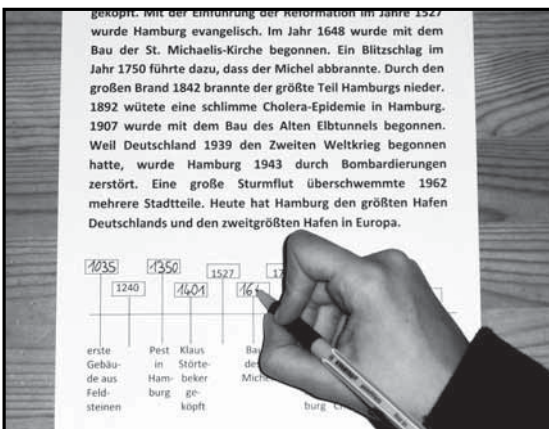 geköpft. Mit der Einführung der Reformation im Jahre 1527
wurde Hamburg evangelisch. Im Jahr 1648 wurde mit dem
Bau der St. Michaelis-Kirche begonnen. Ein Blitzschlag im
Jahr 1750 führte dazu, dass der Michel abbrannte. Durch den
großen Brand 1842 brannte der größte Teil Hamburgs nieder.
1892 wütete eine schlimme Cholera-Epidemie in Hamburg.
1907 wurde mit dem Bau des Alten Elbtunnels begonnen.
Weil Deutschland 1939 den Zweiten Weltkrieg begonnen
hatte, wurde Hamburg 1943 durch Bombardierungen
zerstört. Eine große Sturmflut überschwemmte 1962
mehrere Stadtteile. Heute hat Hamburg den größten Hafen
Deutschlands und den zweitgrößten Hafen in Europa.
1035 1350 1527 17
1240 1401 16
erste Pest Klaus Bau
Gebäu- in Störte- de
de aus Ham- beker Miche
Feld- burg ge-
steinen köpft burg